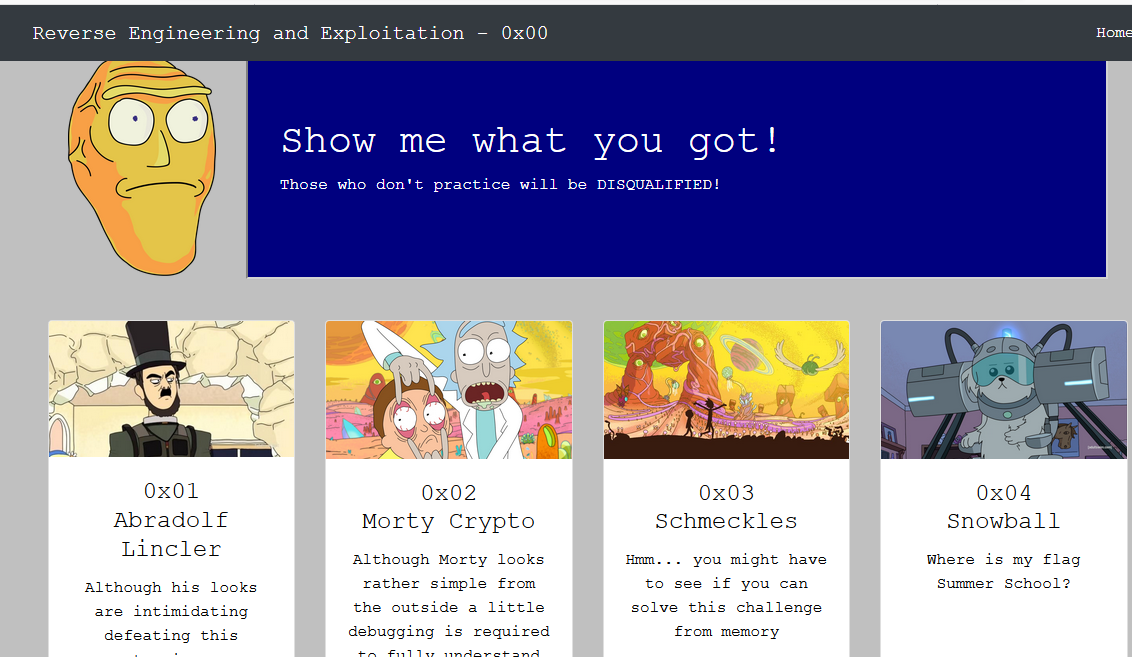 Reverse Engineering and Exploitation - 0x00
Home
Show me what you got!
Those who don't practice will be DISQUALIFIED!
0x01
Abradolf
Lincler
Although his looks
are intimidating
defeating this
0x02
Morty Crypto
Although Morty looks
rather simple from
the outside a little
debugging is required
to fully understand
0x03
Schmeckles
Hmm... you might have
to see if you can
solve this challenge
from memory
0x04
Snowball
Where is my flag
Summer School?